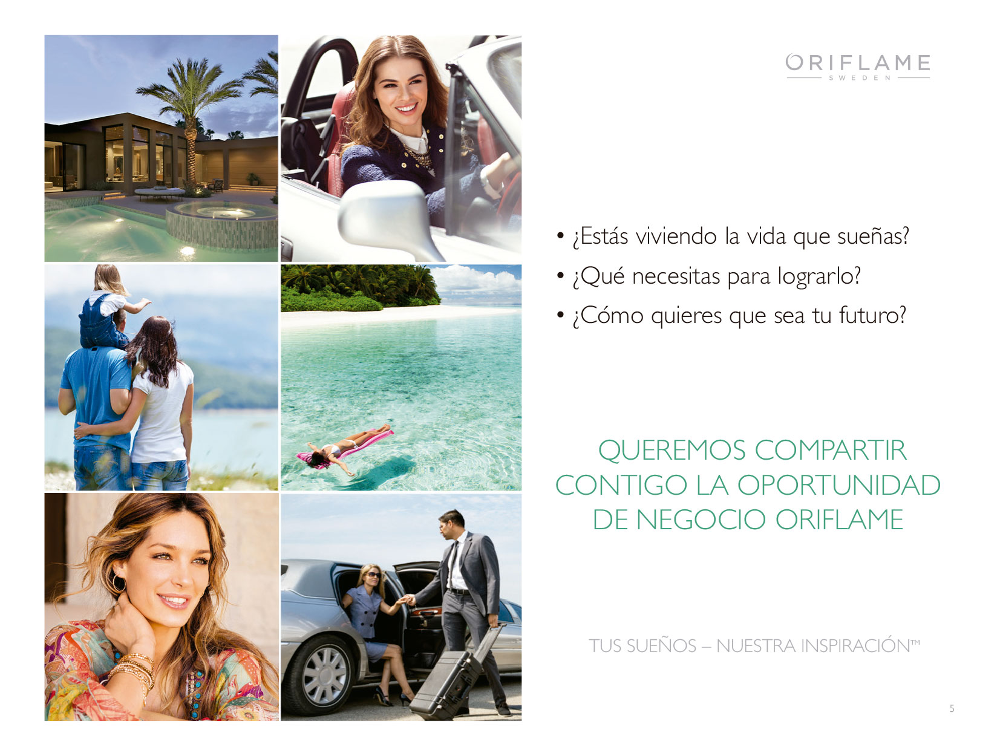 ORIFLAME
SWEDEN
• ¿Estás viviendo la vida que sueñas?
• ¿Qué necesitas para lograrlo?
• ¿Cómo quieres que sea tu futuro?
QUEREMOS COMPARTIR
CONTIGO LA OPORTUNIDAD
DE NEGOCIO ORIFLAME
TUS SUEÑOS – NUESTRA INSPIRACIÓN™
5